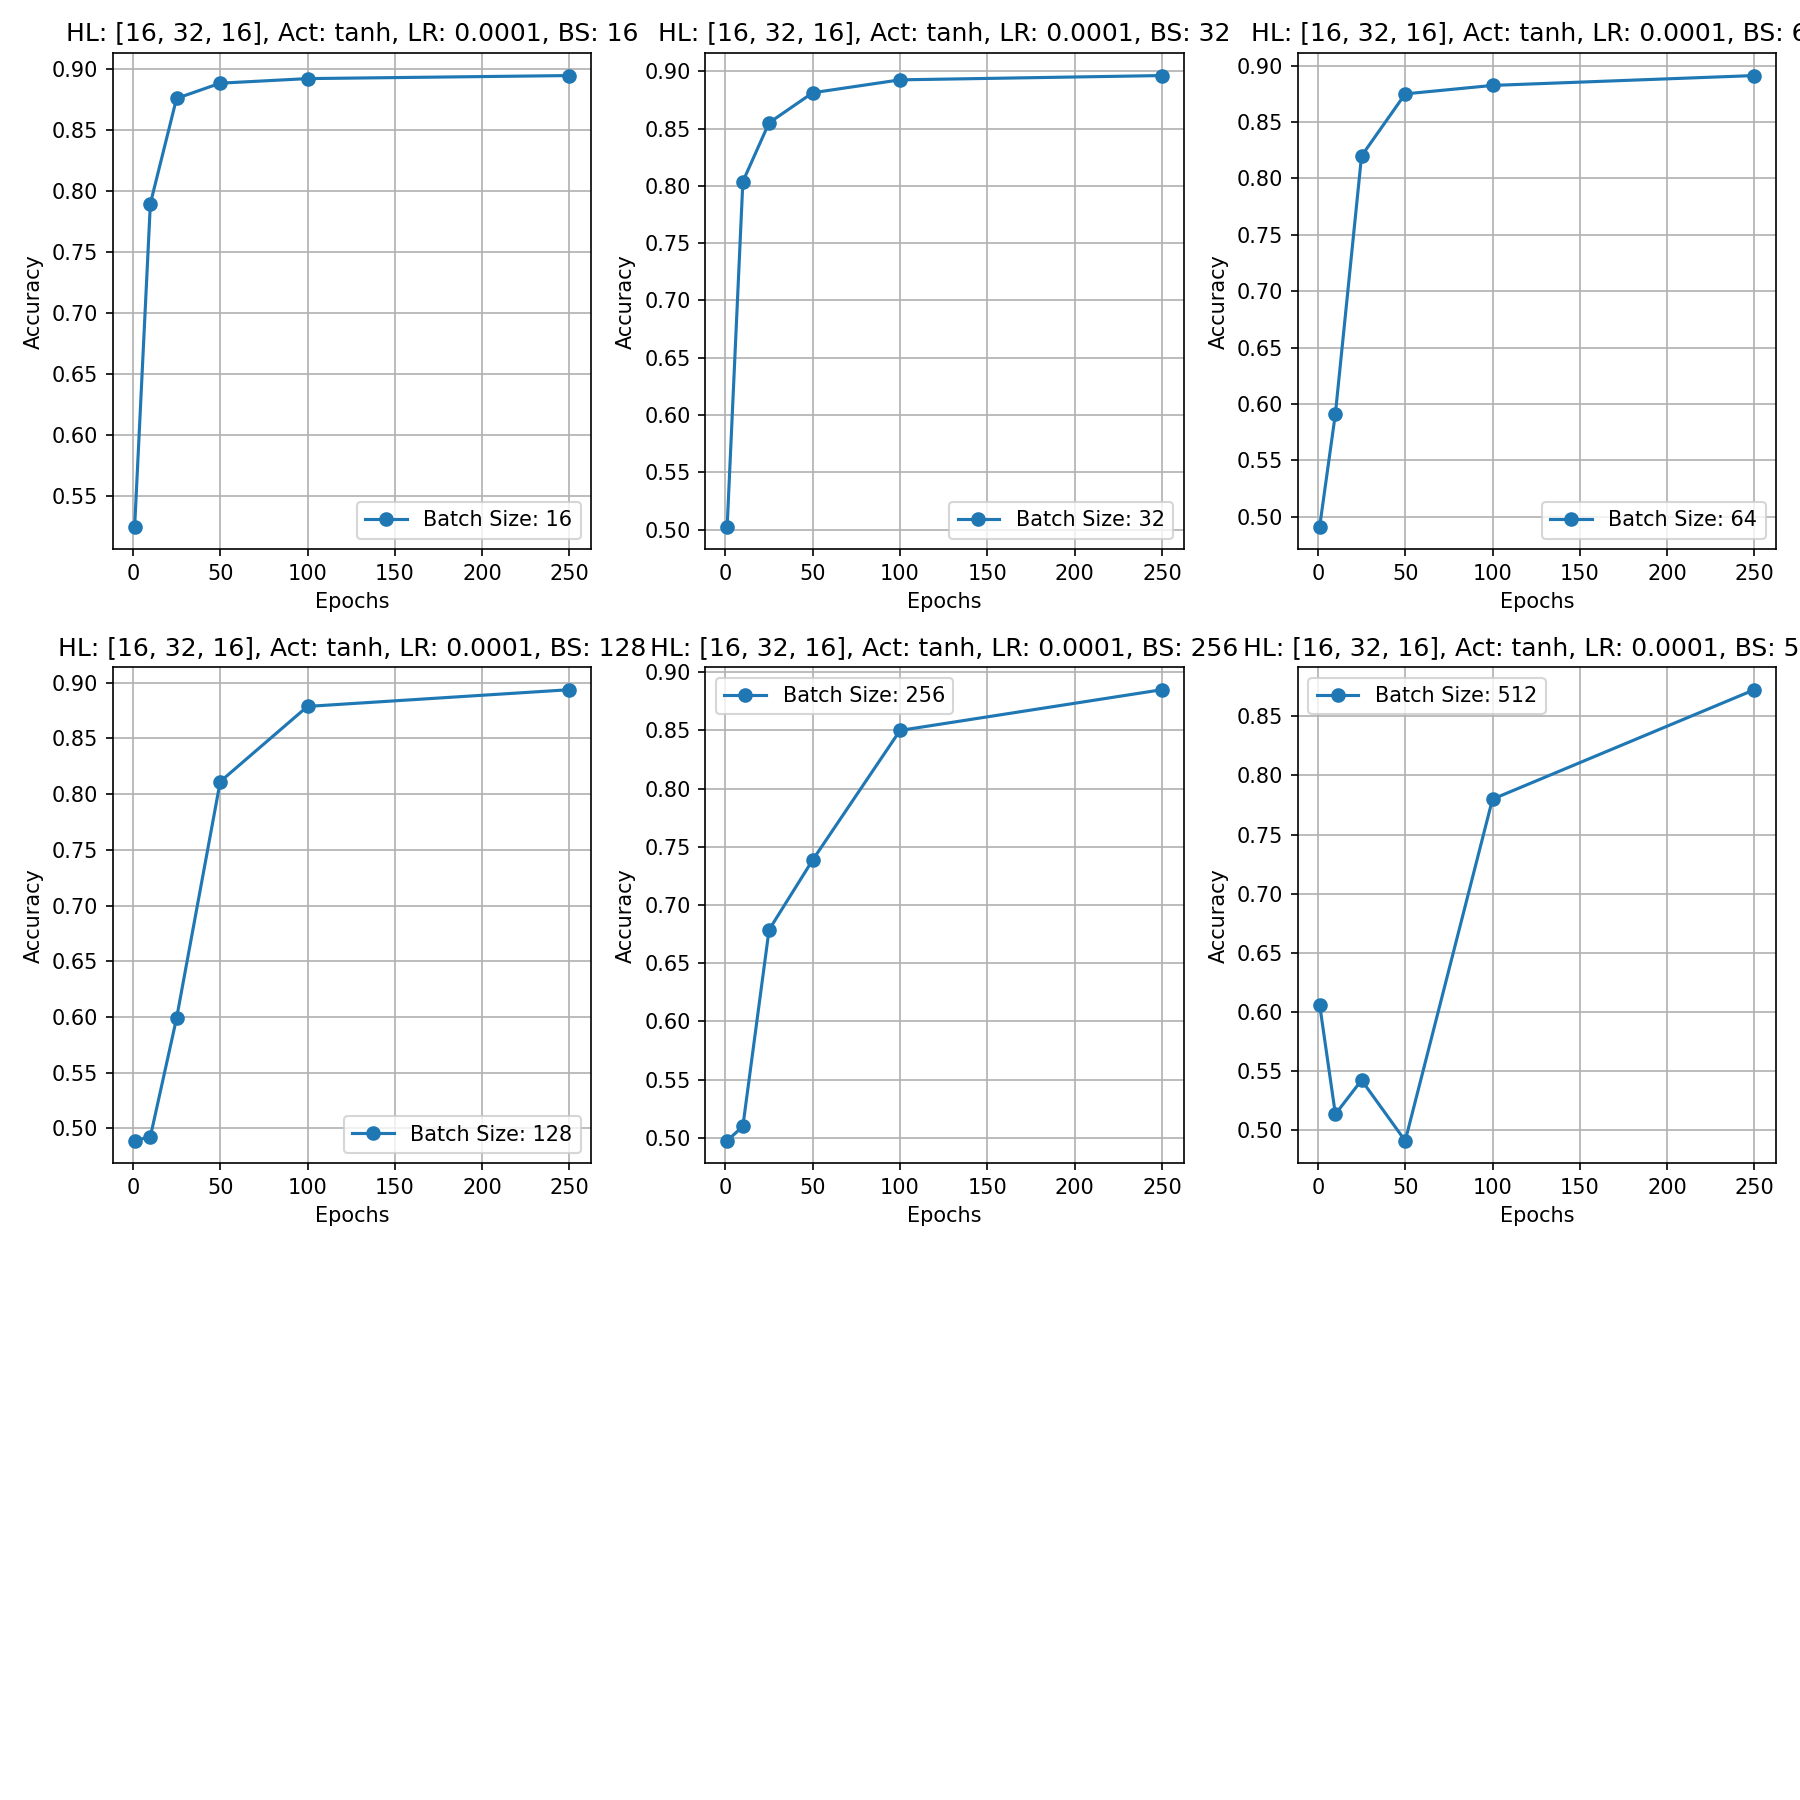 HL: [16, 32, 16], Act: tanh, LR: 0.0001, BS: 16
0.90
0.85
0.80
0.75
0.70
0.65
0.60
0.55
Accuracy
Batch Size: 16
0 50 100 150 200 250
Epochs
HL: [16, 32, 16], Act: tanh, LR: 0.0001, BS: 32
0.90
0.85
0.80
0.75
0.70
0.65
0.60
0.55
0.50
Accuracy
Batch Size: 32
0 50 100 150 200 250
Epochs
HL: [16, 32, 16], Act: tanh, LR: 0.0001, BS: 6
0.90
0.85
0.80
0.75
0.70
0.65
0.60
0.55
0.50
Accuracy
Batch Size: 64
0 50 100 150 200 250
Epochs
HL: [16, 32, 16], Act: tanh, LR: 0.0001, BS: 128
0.90
0.85
0.80
0.75
0.70
0.65
0.60
0.55
0.50
Accuracy
Batch Size: 128
0 50 100 150 200 250
Epochs
HL: [16, 32, 16], Act: tanh, LR: 0.0001, BS: 256
0.90
0.85
0.80
0.75
0.70
0.65
0.60
0.55
0.50
Accuracy
Batch Size: 256
0 50 100 150 200 250
Epochs
HL: [16, 32, 16], Act: tanh, LR: 0.0001, BS: 5
0.85
0.80
0.75
0.70
0.65
0.60
0.55
0.50
Accuracy
Batch Size: 512
0 50 100 150 200 250
Epochs